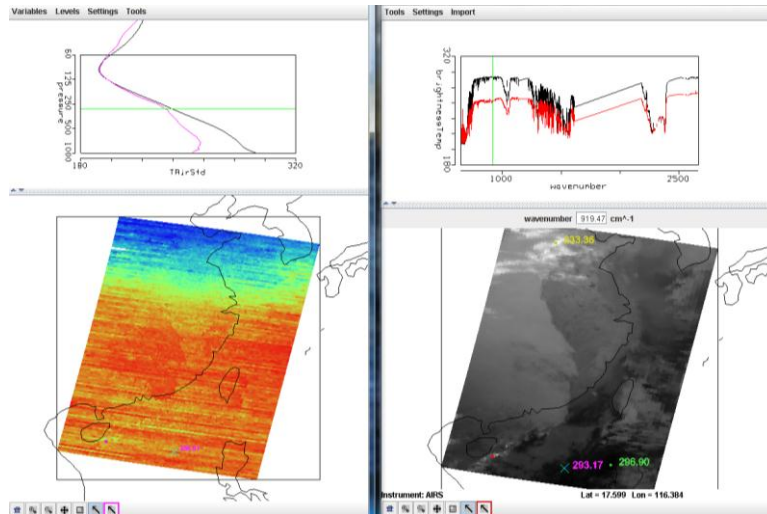 Variables Levels Settings Tools
60
125
250
500
1000
pressure
180
320
TAirStd
Tools Settings Import
320
180
brightnessTemp
1000
2500
wavenumber
wavenumber 919.47 cm^-1
293.17
296.90
Instrument: AIRS
Lat = 17.599 Lon = 116.384